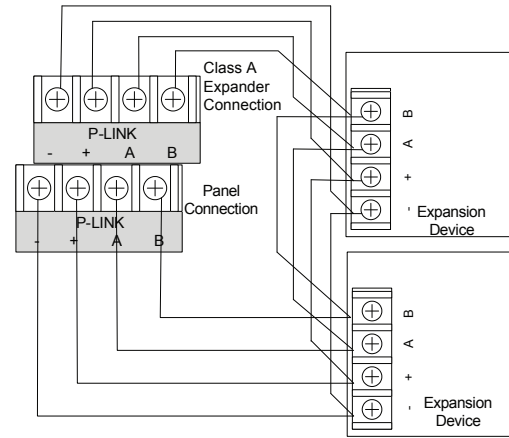 Class A
Expander
Connection
P-LINK
- + A B
Panel
Connection
P-LINK
- + A B
B
A
+
-
Expansion
Device
B
A
+
-
Expansion
Device